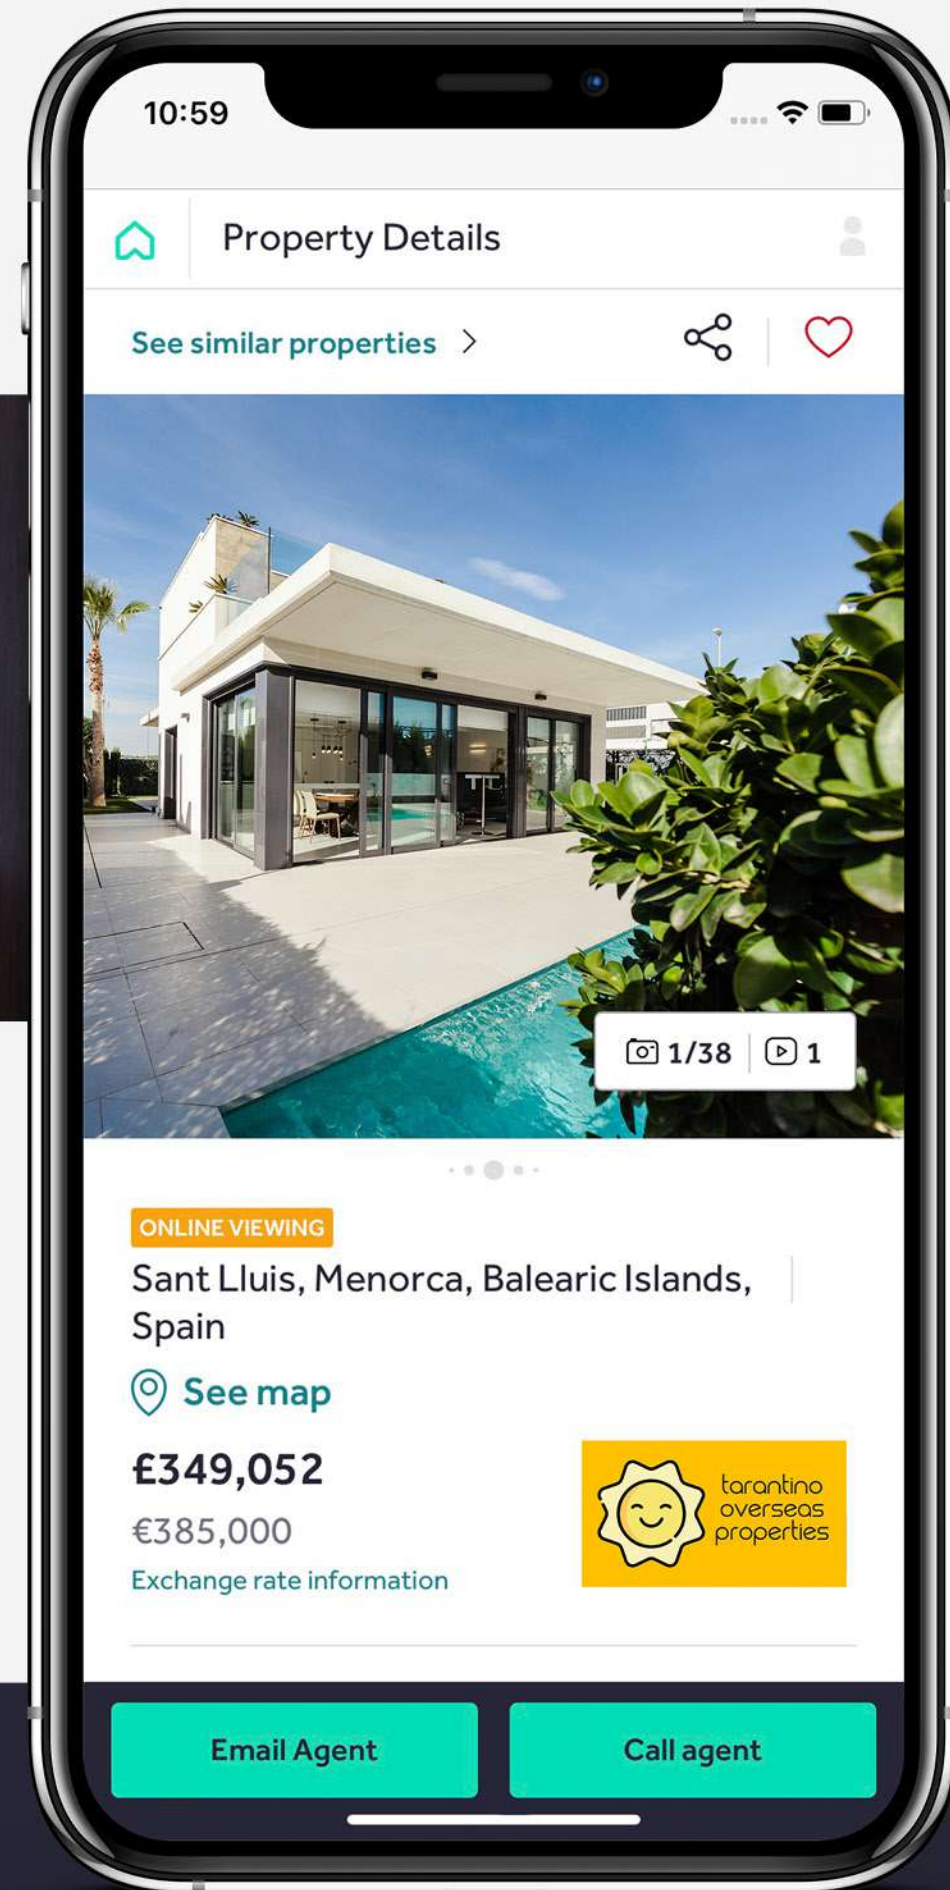 10:59
Property Details
See similar properties
1/38
1
ONLINE VIEWING
Sant Lluis, Menorca, Balearic Islands,
Spain
See map
£349,052
€385,000
Exchange rate information
tarantino
overseas
properties
Email Agent
Call agent